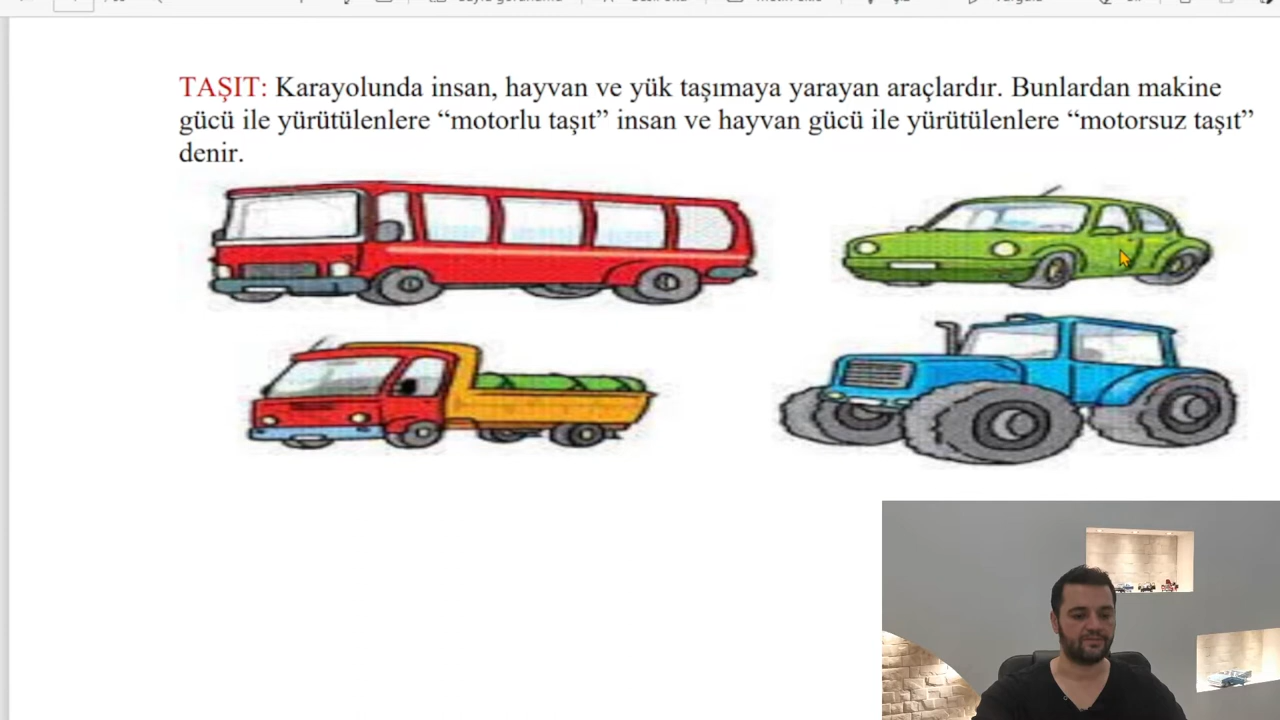 TAŞIT: Karayolunda insan, hayvan ve yük taşımaya yarayan araçlardır. Bunlardan makine
gücü ile yürütülenlere “motorlu taşıt” insan ve hayvan gücü ile yürütülenlere “motorsuz taşıt”
denir.